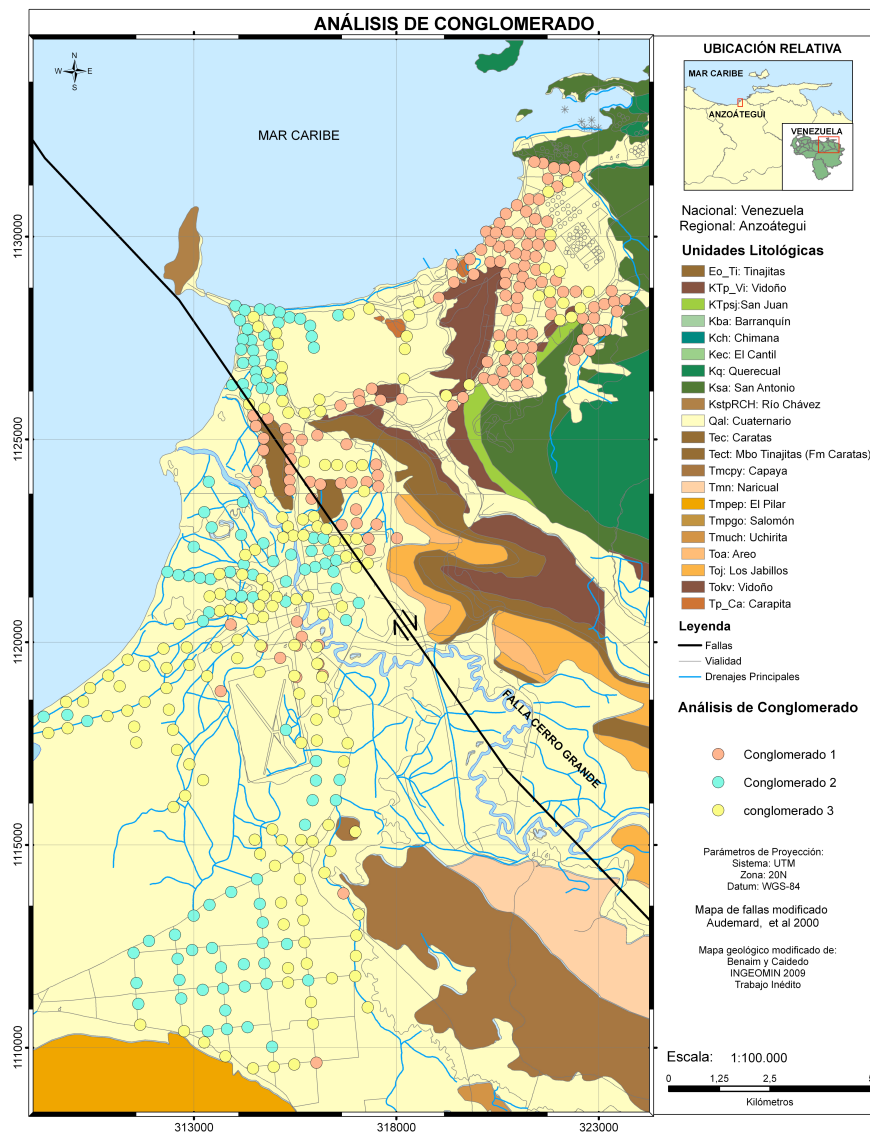 ANÁLISIS DE CONGLOMERADO
N
W E
S
MAR CARIBE
FALLA CERRO GRANDE
1130000
1125000
1120000
1115000
1110000
313000
318000
323000
UBICACIÓN RELATIVA
MAR CARIBE
ANZOÁTEGUI
VENEZUELA
Nacional: Venezuela
Regional: Anzoátegui
Unidades Litológicas
Eo_Ti: Tinajitas
KTp_Vi: Vidoño
KTpsj:San Juan
Kba: Barranquín
Kch: Chimana
Kec: El Cantil
Kq: Querecual
Ksa: San Antonio
KstpRCH: Río Chávez
Qal: Cuaternario
Tec: Caratas
Tect: Mbo Tinajitas (Fm Caratas)
Tmcpy: Capaya
Tmn: Naricual
Tmpep: El Pilar
Tmpgo: Salomón
Tmuch: Uchirita
Toa: Areo
Toj: Los Jabillos
Tokv: Vidoño
Tp_Ca: Carapita
Leyenda
Fallas
Vialidad
Drenajes Principales
Análisis de Conglomerado
Conglomerado 1
Conglomerado 2
conglomerado 3
Parámetros de Proyección:
Sistema: UTM
Zona: 20N
Datum: WGS-84
Mapa de fallas modificado
Audemard, et al 2000
Mapa geológico modificado de:
Benaim y Caidedo
INGEOMIN 2009
Trabajo Inédito
Escala: 1:100.000
0 1,25 2,5 5
Kilómetros